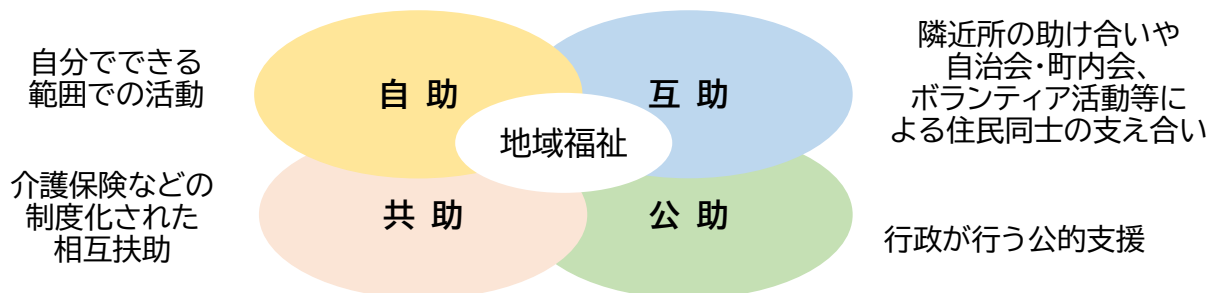 自分でできる
範囲での活動
自助
互助
隣近所の助け合いや
自治会・町内会、
ボランティア活動等に
よる住民同士の支え合い
地域福祉
介護保険などの
制度化された
相互扶助
共助
公助
行政が行う公的支援